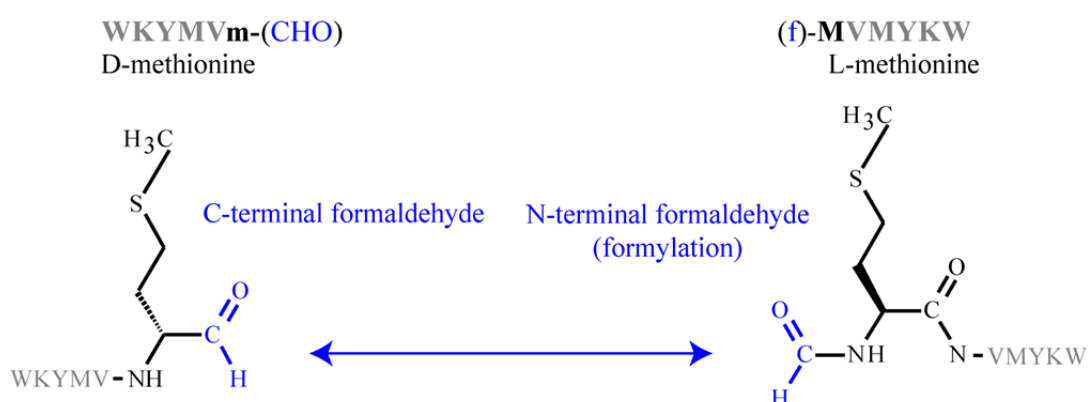 WKYMVm-(CHO)
D-methionine
(f)-MVMYKW
L-methionine
H3C
S
C-terminal formaldehyde
O
C
H
WKYMV-NH
H3C
S
N-terminal formaldehyde
(formylation)
O
C
O
C
NH
N-VMYKW
H